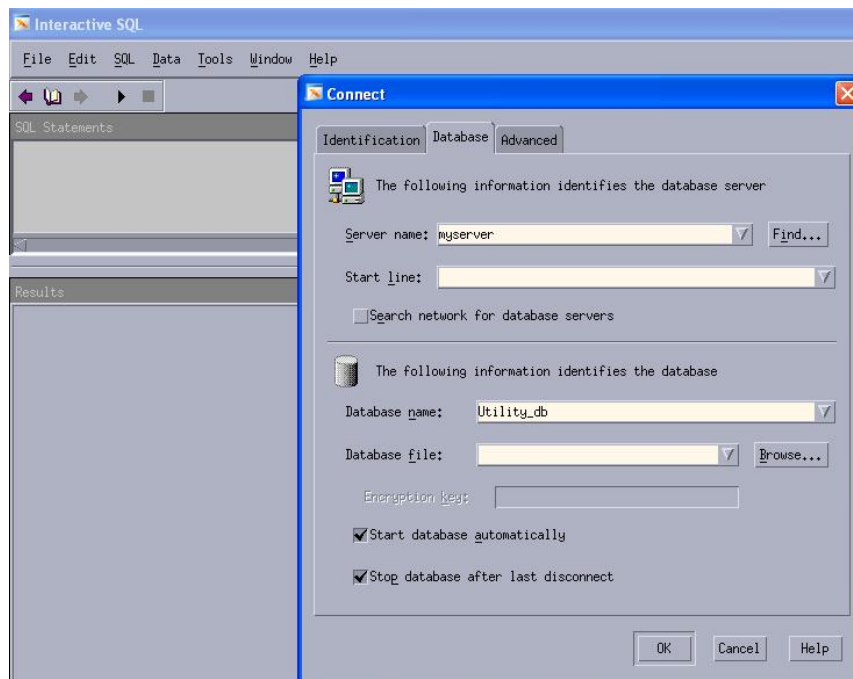 Interactive SQL
File Edit SQL Data Tools Window Help
Connect
SQL Statements
Identification Database Advanced
The following information identifies the database server
Server name: myserver Find...
Start line:
Search network for database servers
Results
The following information identifies the database
Database name: Utility_db
Database file: Browse...
Encryption key:
Start database automatically
Stop database after last disconnect
OK Cancel Help